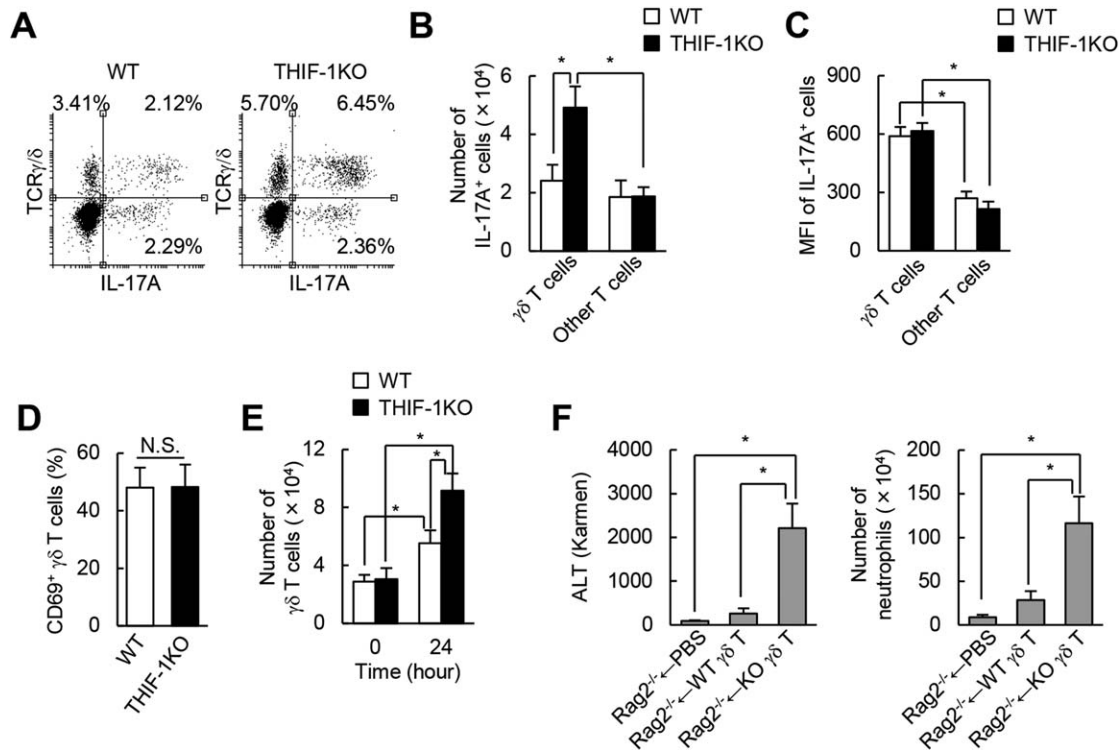 A
WT
THIF-1KO
3.41%
2.12%
5.70%
6.45%
TCRγ/δ
TCRγ/δ
2.29%
2.36%
IL-17A
IL-17A
B
WT
THIF-1KO
Number of
IL-17A⁺ cells (×10⁴)
6
4
2
0
*
*
γδ T cells
Other T cells
C
WT
THIF-1KO
MFI of IL-17A⁺ cells
900
600
300
0
*
*
γδ T cells
Other T cells
D
CD69⁺ γδ T cells (%)
60
40
20
0
N.S.
WT
THIF-1KO
E
WT
THIF-1KO
Number of
γδ T cells (×10⁴)
12
9
6
3
0
*
*
*
0
24
Time (hour)
F
ALT (Karmen)
4000
3000
2000
1000
0
*
*
Rag2⁻/⁻←PBS
Rag2⁻/⁻←WT γδ T
Rag2⁻/⁻←KO γδ T
Number of
neutrophils (×10⁴)
200
150
100
50
0
*
*
Rag2⁻/⁻←PBS
Rag2⁻/⁻←WT γδ T
Rag2⁻/⁻←KO γδ T